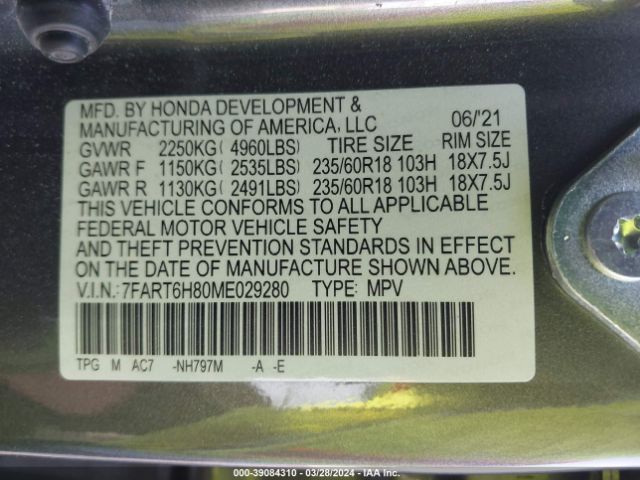 MFD. BY HONDA DEVELOPMENT &
MANUFACTURING OF AMERICA, LLC 06/'21
GVWR 2250KG ( 4960LBS) TIRE SIZE RIM SIZE
GAWR F 1150KG ( 2535LBS) 235/60R18 103H 18X7.5J
GAWR R 1130KG ( 2491LBS) 235/60R18 103H 18X7.5J
THIS VEHICLE CONFORMS TO ALL APPLICABLE
FEDERAL MOTOR VEHICLE SAFETY
AND THEFT PREVENTION STANDARDS IN EFFECT
ON THE DATE OF MANUFACTURE SHOWN ABOVE.
V.I.N.: 7FART6H80ME029280 TYPE: MPV
TPG M AC7 -NH797M -A -E
000-39084310 - 03/28/2024 - IAA Inc.